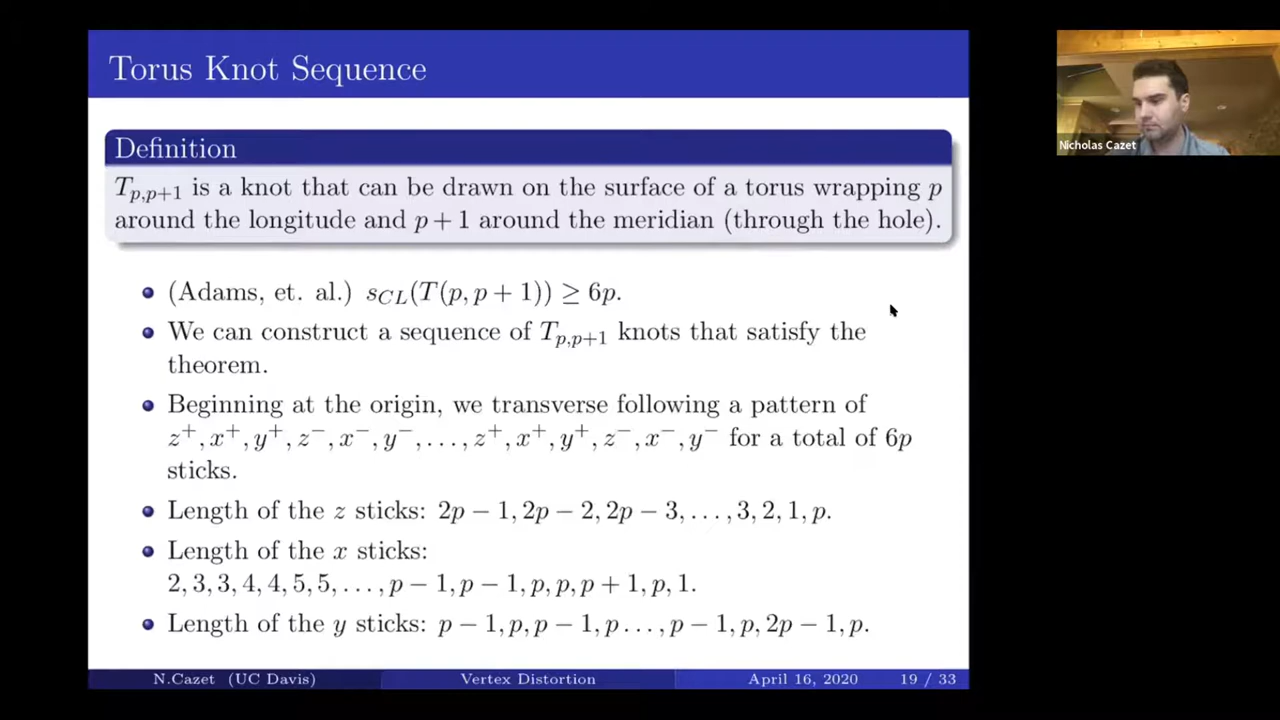 Torus Knot Sequence
Definition
T_{p,p+1} is a knot that can be drawn on the surface of a torus wrapping p
around the longitude and p + 1 around the meridian (through the hole).
(Adams, et. al.) s_{CL}(T(p, p + 1)) ≥ 6p.
We can construct a sequence of T_{p,p+1} knots that satisfy the
theorem.
Beginning at the origin, we transverse following a pattern of
z⁺, x⁺, y⁺, z⁻, x⁻, y⁻, …, z⁺, x⁺, y⁺, z⁻, x⁻, y⁻ for a total of 6p
sticks.
Length of the z sticks: 2p − 1, 2p − 2, 2p − 3, …, 3, 2, 1, p.
Length of the x sticks:
2, 3, 3, 4, 4, 5, 5, …, p − 1, p − 1, p, p, p + 1, p, 1.
Length of the y sticks: p − 1, p, p − 1, p …, p − 1, p, 2p − 1, p.
N.Cazet (UC Davis) Vertex Distortion April 16, 2020 19 / 33
Nicholas Cazet